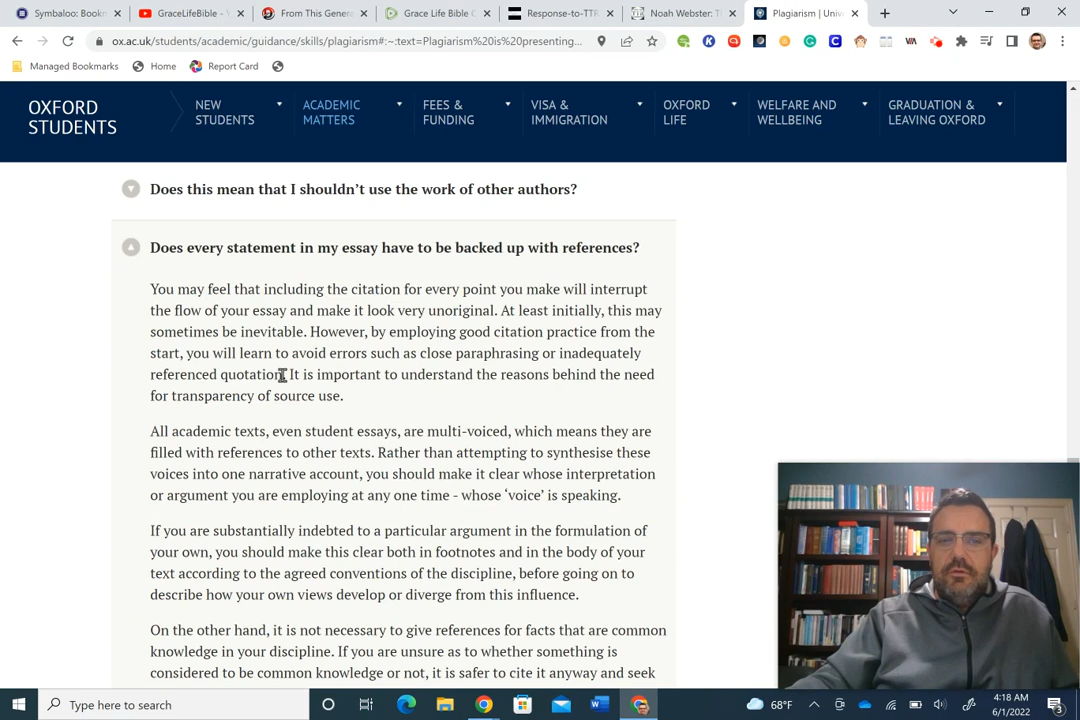 Symbaloo: Bookm
GraceLifeBible - Y
From This Genera
Grace Life Bible C
Response-to-TTR
Noah Webster: Th
Plagiarism | Unive
ox.ac.uk/students/academic/guidance/skills/plagiarism#:~:text=Plagiarism%20is%20presenting...
Managed Bookmarks
Home
Report Card
OXFORD
STUDENTS
NEW
STUDENTS
ACADEMIC
MATTERS
FEES &
FUNDING
VISA &
IMMIGRATION
OXFORD
LIFE
WELFARE AND
WELLBEING
GRADUATION &
LEAVING OXFORD
Does this mean that I shouldn’t use the work of other authors?
Does every statement in my essay have to be backed up with references?
You may feel that including the citation for every point you make will interrupt
the flow of your essay and make it look very unoriginal. At least initially, this may
sometimes be inevitable. However, by employing good citation practice from the
start, you will learn to avoid errors such as close paraphrasing or inadequately
referenced quotation. It is important to understand the reasons behind the need
for transparency of source use.
All academic texts, even student essays, are multi-voiced, which means they are
filled with references to other texts. Rather than attempting to synthesise these
voices into one narrative account, you should make it clear whose interpretation
or argument you are employing at any one time - whose ‘voice’ is speaking.
If you are substantially indebted to a particular argument in the formulation of
your own, you should make this clear both in footnotes and in the body of your
text according to the agreed conventions of the discipline, before going on to
describe how your own views develop or diverge from this influence.
On the other hand, it is not necessary to give references for facts that are common
knowledge in your discipline. If you are unsure as to whether something is
considered to be common knowledge or not, it is safer to cite it anyway and seek
Type here to search
68°F
4:18 AM
6/1/2022
3